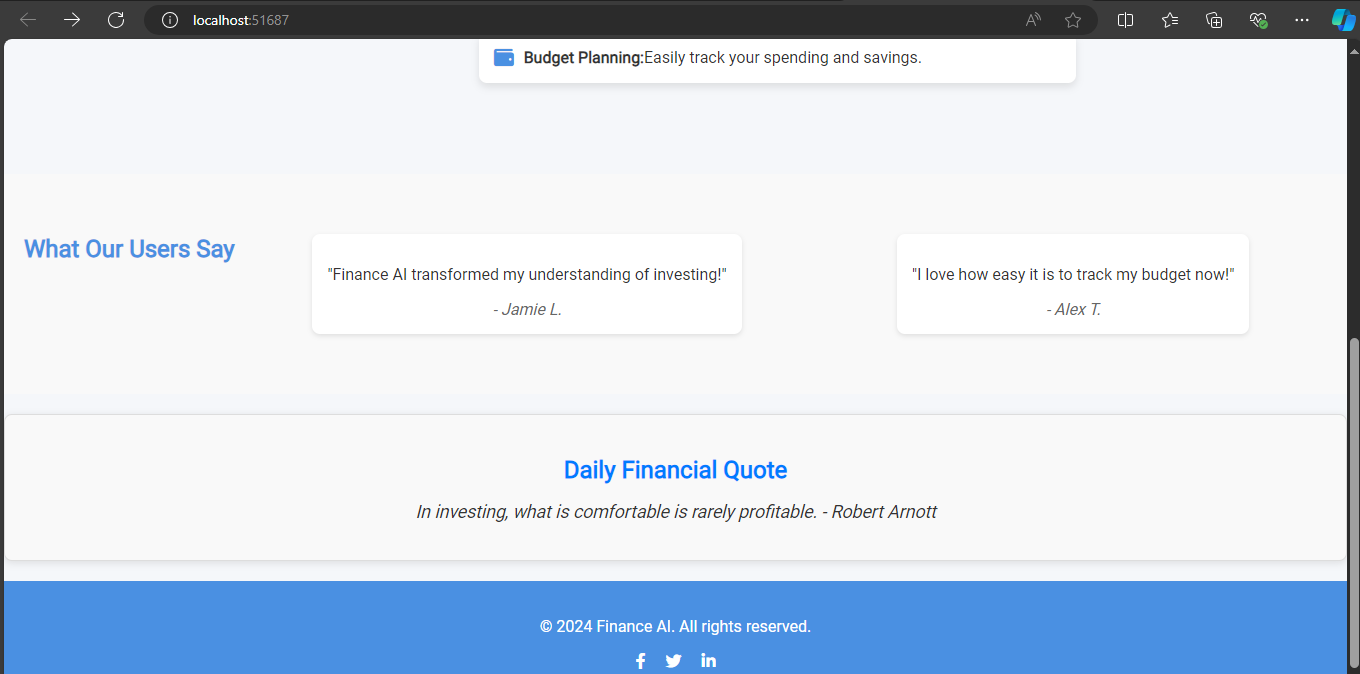 localhost:51687
Budget Planning:Easily track your spending and savings.
What Our Users Say
"Finance AI transformed my understanding of investing!"
- Jamie L.
"I love how easy it is to track my budget now!"
- Alex T.
Daily Financial Quote
In investing, what is comfortable is rarely profitable. - Robert Arnott
© 2024 Finance AI. All rights reserved.